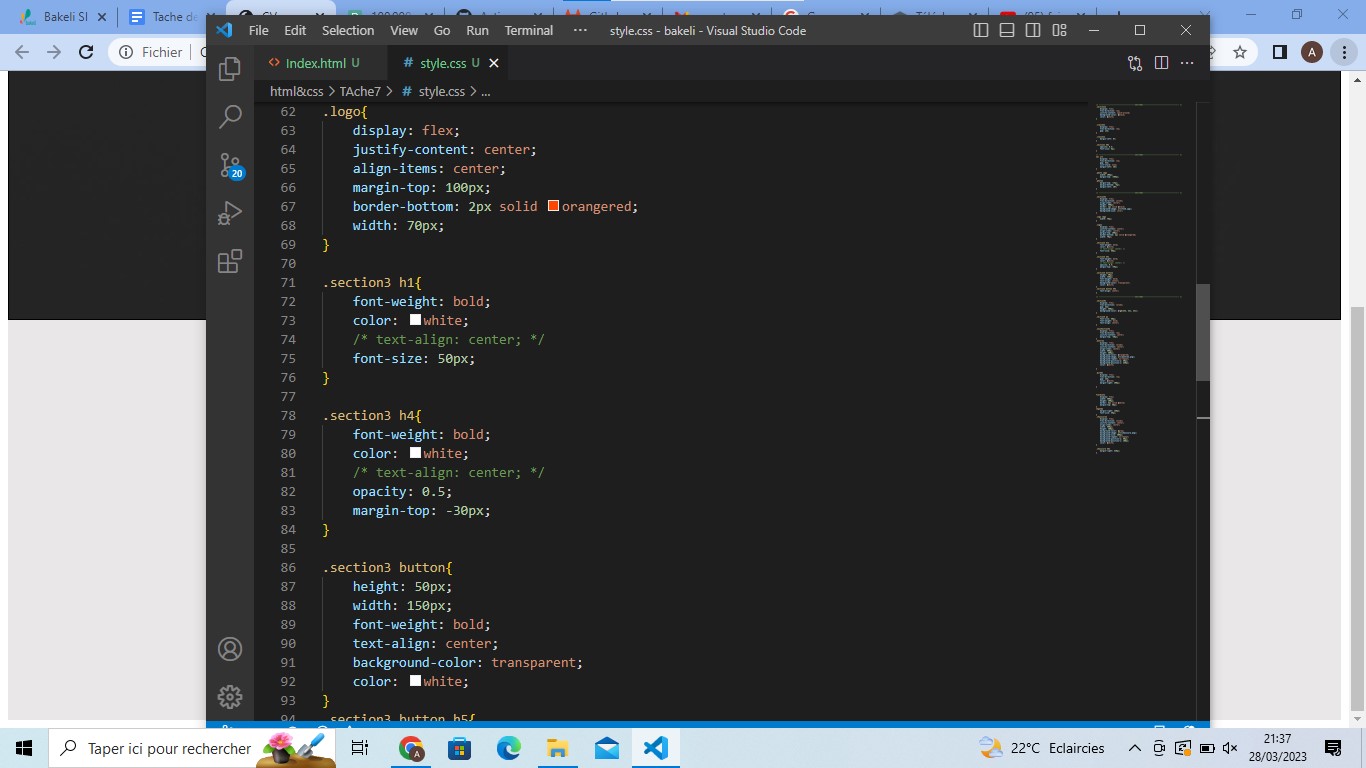 Bakeli SI
Tache de
File Edit Selection View Go Run Terminal ··· style.css - bakeli - Visual Studio Code
Fichier
A
Index.html U
# style.css U
html&css > TAche7 > # style.css > ...
20
62 .logo{
63 display: flex;
64 justify-content: center;
65 align-items: center;
66 margin-top: 100px;
67 border-bottom: 2px solid orangered;
68 width: 70px;
69 }
70
71 .section3 h1{
72 font-weight: bold;
73 color: white;
74 /* text-align: center; */
75 font-size: 50px;
76 }
77
78 .section3 h4{
79 font-weight: bold;
80 color: white;
81 /* text-align: center; */
82 opacity: 0.5;
83 margin-top: -30px;
84 }
85
86 .section3 button{
87 height: 50px;
88 width: 150px;
89 font-weight: bold;
90 text-align: center;
91 background-color: transparent;
92 color: white;
93 }
94 .section3 button h5{
Taper ici pour rechercher
A
22°C Eclaircies
21:37
28/03/2023